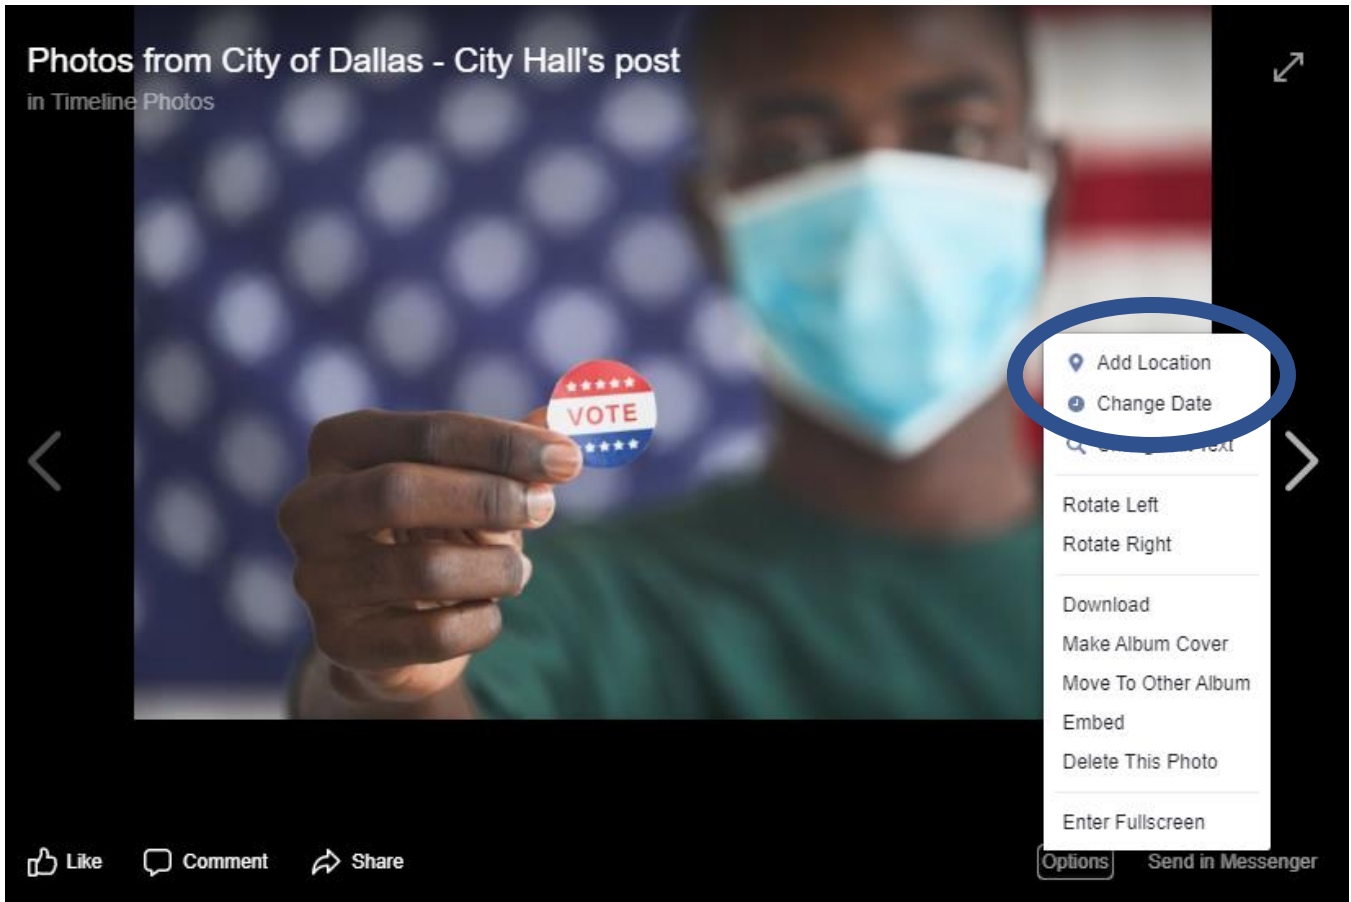 Photos from City of Dallas - City Hall's post
in Timeline Photos
VOTE
Add Location
Change Date
Rotate Left
Rotate Right
Download
Make Album Cover
Move To Other Album
Embed
Delete This Photo
Enter Fullscreen
Like
Comment
Share
Options
Send in Messenger